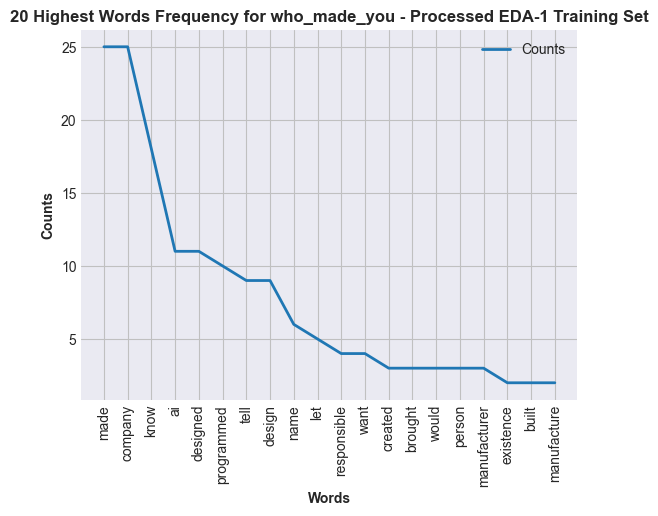 20 Highest Words Frequency for who_made_you - Processed EDA-1 Training Set
Counts
25
20
15
10
5
Counts
made
company
know
ai
designed
programmed
tell
design
name
let
responsible
want
created
brought
would
person
manufacturer
existence
built
manufacture
Words